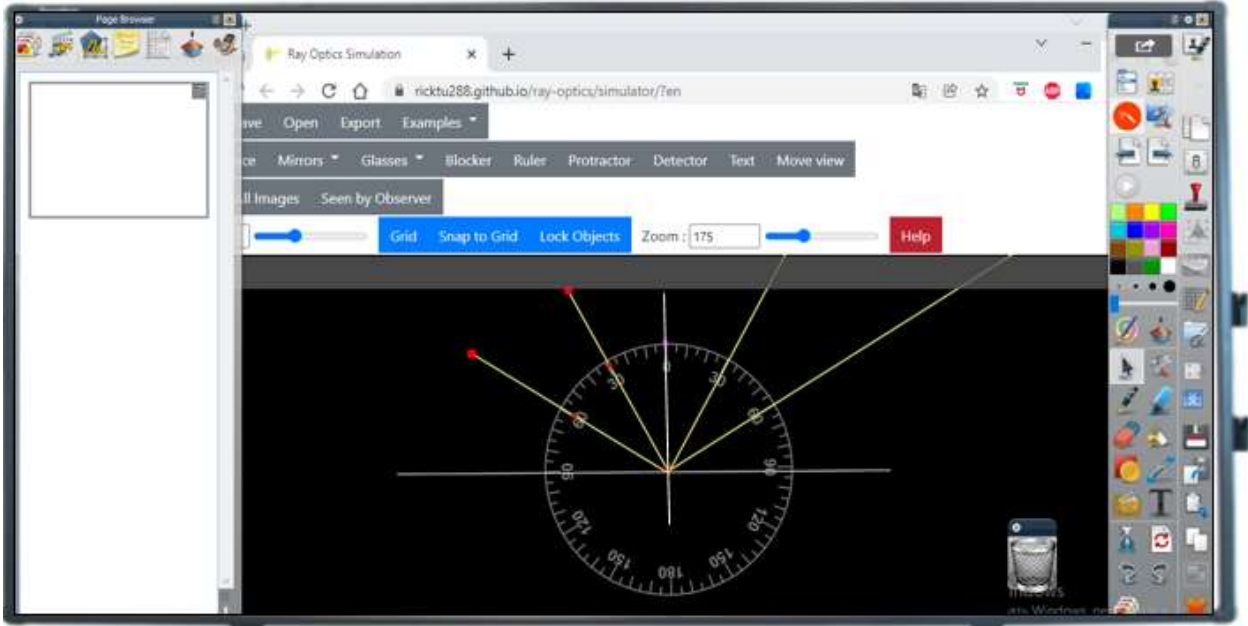 Page Browser
Ray Optics Simulation
ricktu288.github.io/ray-optics/simulator/?en
ave Open Export Examples
ce Mirrors Glasses Blocker Ruler Protractor Detector Text Move view
ll Images Seen by Observer
Grid Snap to Grid Lock Objects Zoom : 175 Help
0
30 30
60 60
90 90
120 120
150 150
180
ABP
T
8